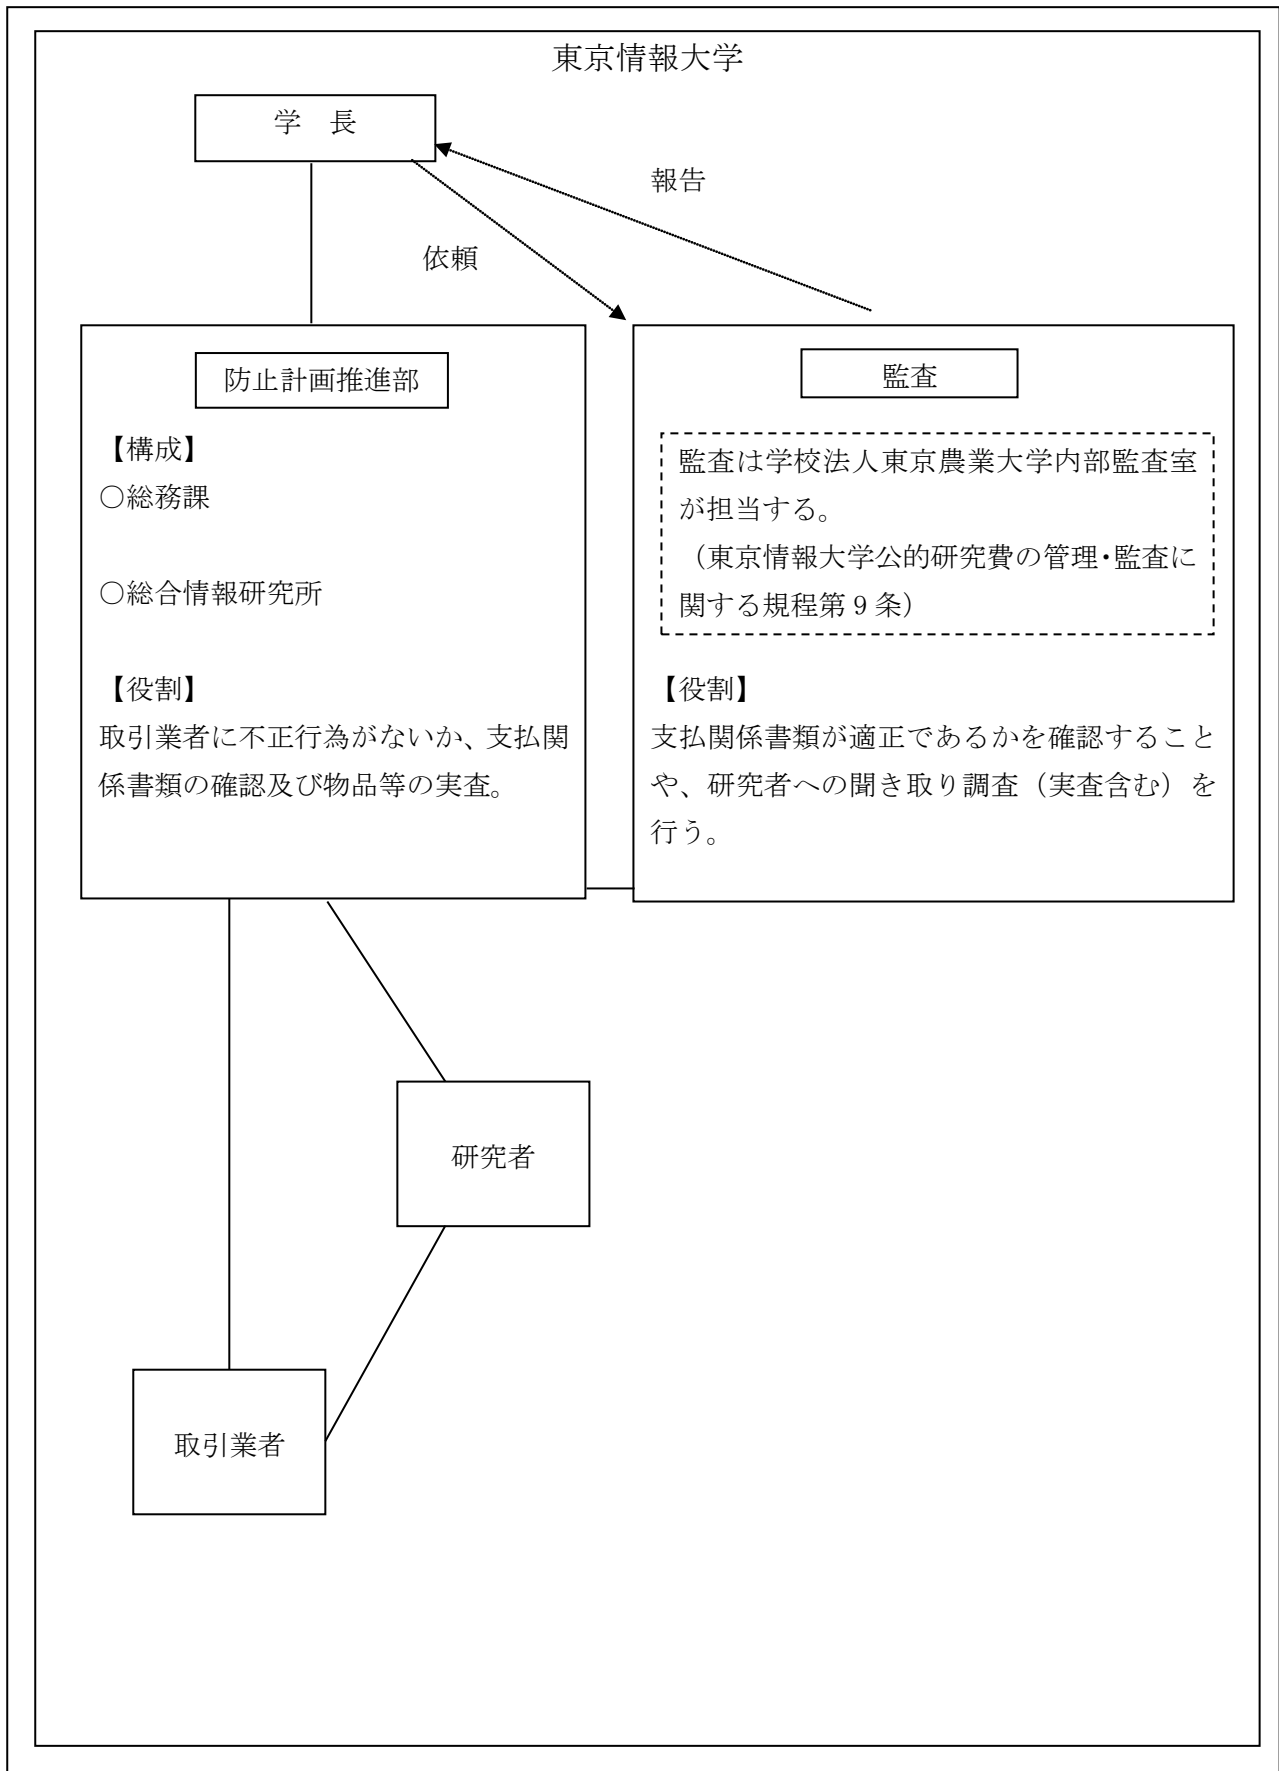 東京情報大学
学　長
報告
依頼
防止計画推進部
【構成】
○総務課
○総合情報研究所
【役割】
取引業者に不正行為がないか、支払関
係書類の確認及び物品等の実査。
監査
監査は学校法人東京農業大学内部監査室
が担当する。
（東京情報大学公的研究費の管理・監査に
関する規程第 9 条）
【役割】
支払関係書類が適正であるかを確認すること
や、研究者への聞き取り調査（実査含む）を
行う。
研究者
取引業者